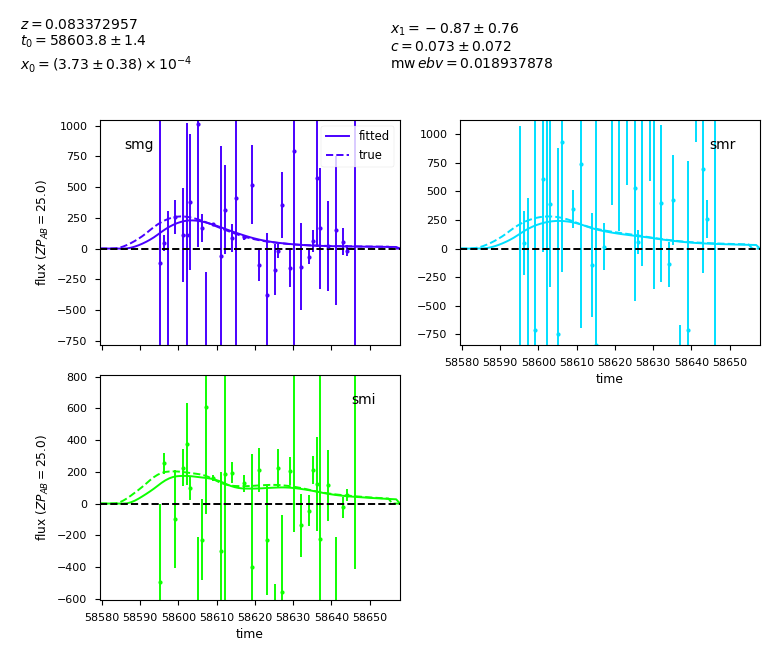 z = 0.083372957
t₀ = 58603.8 ± 1.4
x₀ = (3.73 ± 0.38) × 10⁻⁴
x₁ = −0.87 ± 0.76
c = 0.073 ± 0.072
mw ebv = 0.018937878
smg
fitted
true
1000
750
500
250
0
−250
−500
−750
flux (ZP_AB = 25.0)
smr
1000
750
500
250
0
−250
−500
−750
58580 58590 58600 58610 58620 58630 58640 58650
time
smi
800
600
400
200
0
−200
−400
−600
flux (ZP_AB = 25.0)
58580 58590 58600 58610 58620 58630 58640 58650
time